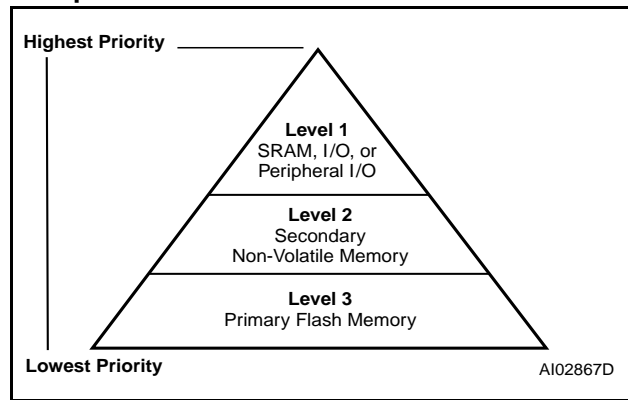 Highest Priority
Level 1
SRAM, I/O, or
Peripheral I/O
Level 2
Secondary
Non-Volatile Memory
Level 3
Primary Flash Memory
Lowest Priority
AI02867D